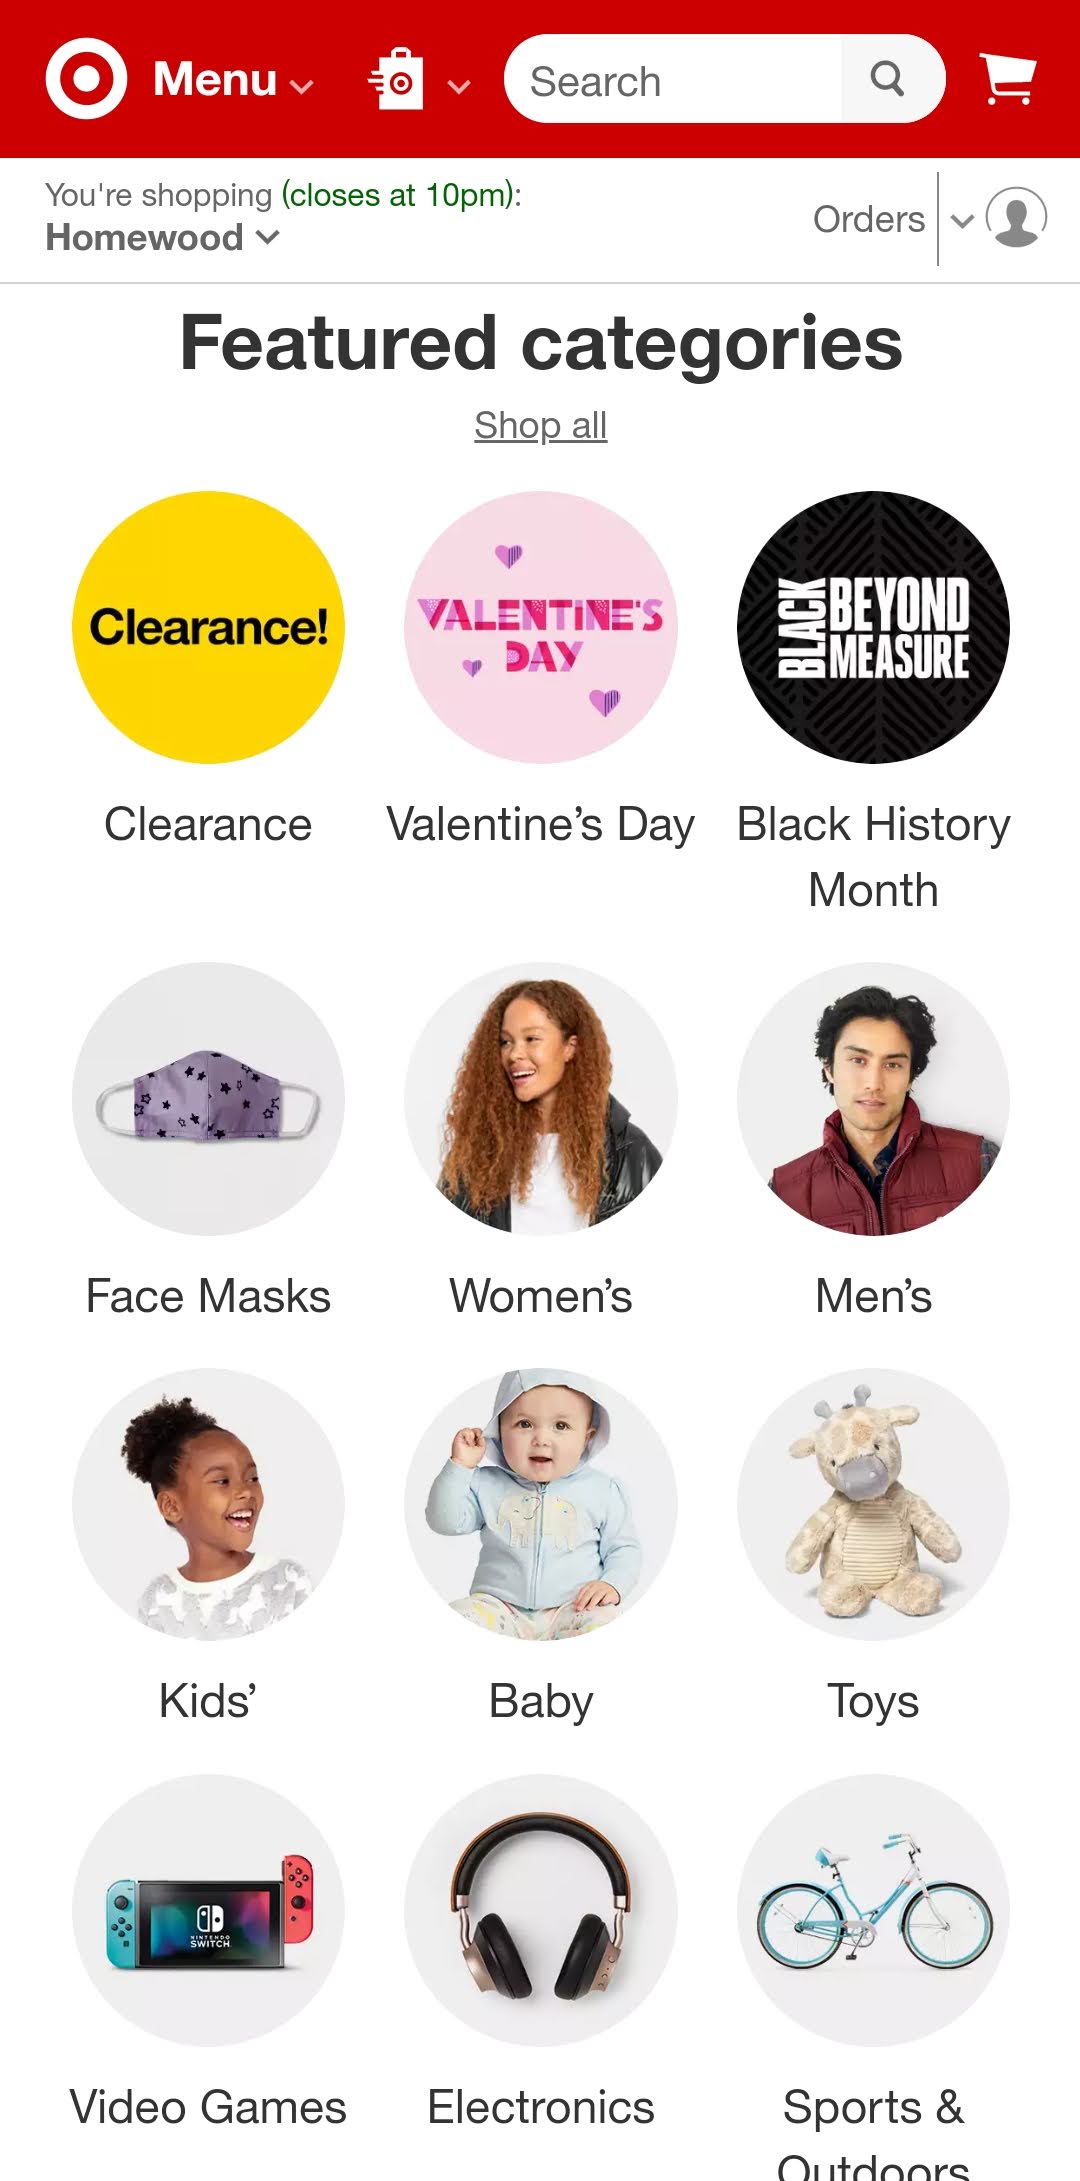 Menu
Search
You're shopping (closes at 10pm):
Homewood
Orders
Featured categories
Shop all
Clearance!
VALENTINE'S
DAY
BLACK
BEYOND
MEASURE
Clearance
Valentine’s Day
Black History
Month
Face Masks
Women’s
Men’s
Kids’
Baby
Toys
NINTENDO
SWITCH
Video Games
Electronics
Sports &
Outdoors